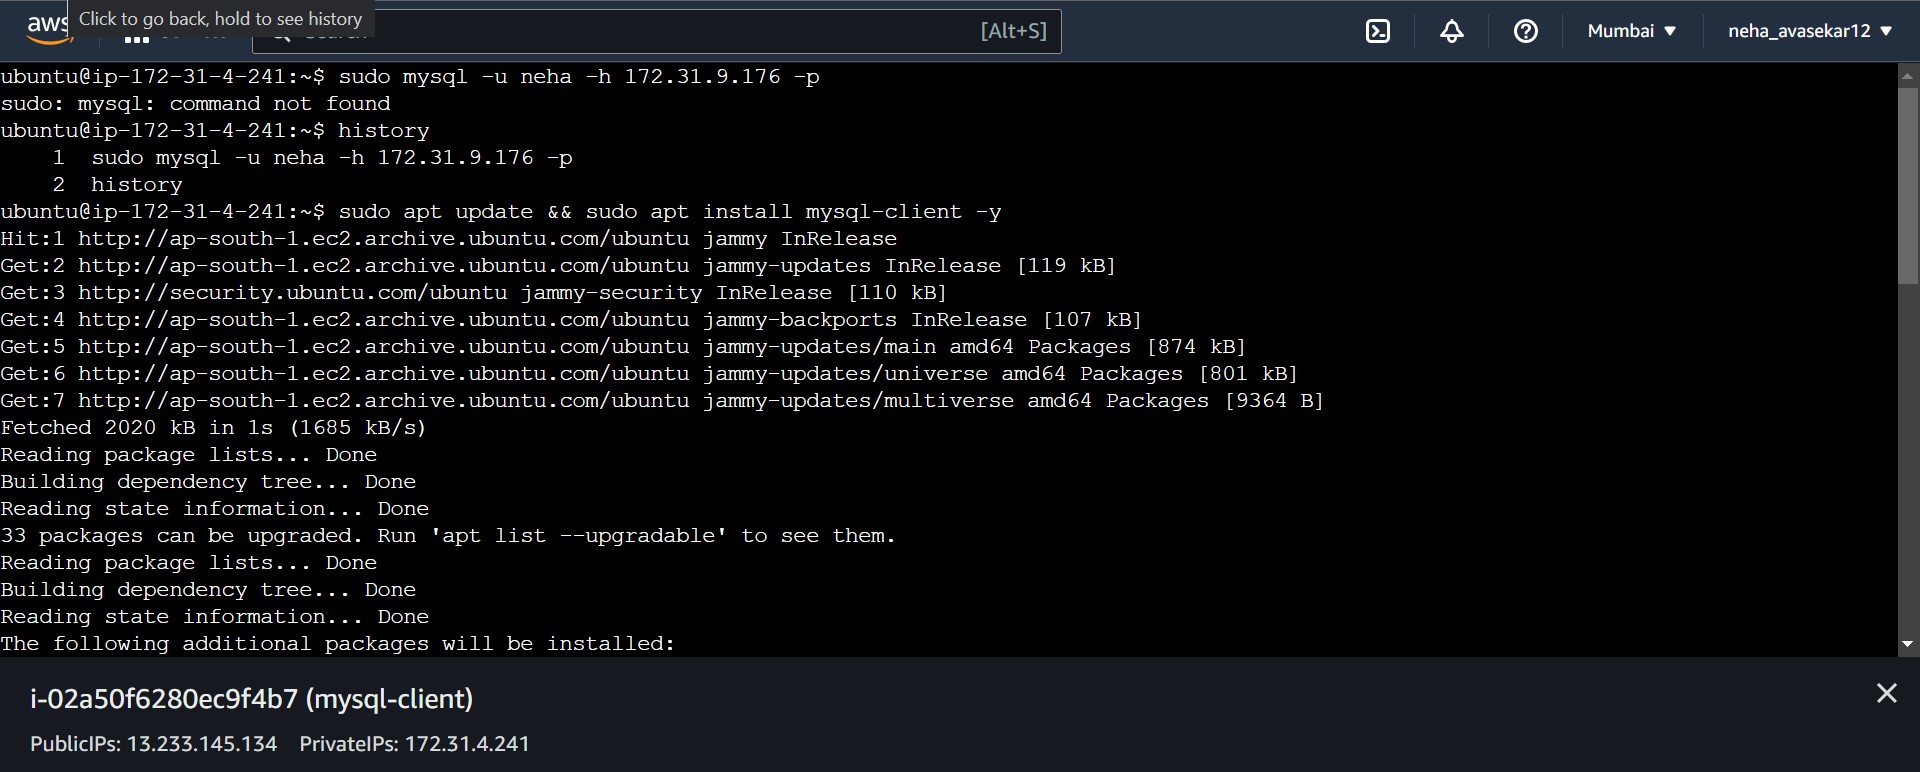 aws
Click to go back, hold to see history
[Alt+S]
Mumbai ▼
neha_avasekar12 ▼
ubuntu@ip-172-31-4-241:~$ sudo mysql -u neha -h 172.31.9.176 -p
sudo: mysql: command not found
ubuntu@ip-172-31-4-241:~$ history
    1  sudo mysql -u neha -h 172.31.9.176 -p
    2  history
ubuntu@ip-172-31-4-241:~$ sudo apt update && sudo apt install mysql-client -y
Hit:1 http://ap-south-1.ec2.archive.ubuntu.com/ubuntu jammy InRelease
Get:2 http://ap-south-1.ec2.archive.ubuntu.com/ubuntu jammy-updates InRelease [119 kB]
Get:3 http://security.ubuntu.com/ubuntu jammy-security InRelease [110 kB]
Get:4 http://ap-south-1.ec2.archive.ubuntu.com/ubuntu jammy-backports InRelease [107 kB]
Get:5 http://ap-south-1.ec2.archive.ubuntu.com/ubuntu jammy-updates/main amd64 Packages [874 kB]
Get:6 http://ap-south-1.ec2.archive.ubuntu.com/ubuntu jammy-updates/universe amd64 Packages [801 kB]
Get:7 http://ap-south-1.ec2.archive.ubuntu.com/ubuntu jammy-updates/multiverse amd64 Packages [9364 B]
Fetched 2020 kB in 1s (1685 kB/s)
Reading package lists... Done
Building dependency tree... Done
Reading state information... Done
33 packages can be upgraded. Run 'apt list --upgradable' to see them.
Reading package lists... Done
Building dependency tree... Done
Reading state information... Done
The following additional packages will be installed:
i-02a50f6280ec9f4b7 (mysql-client)
PublicIPs: 13.233.145.134 PrivateIPs: 172.31.4.241